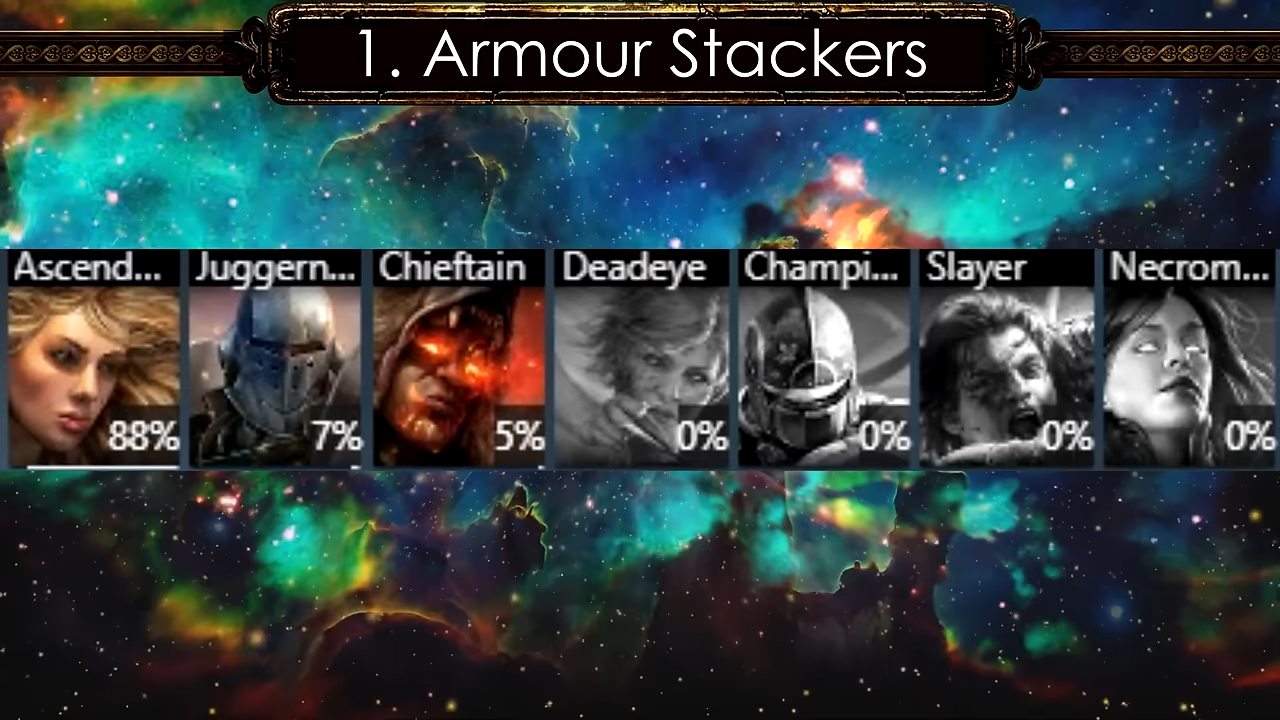 1. Armour Stackers
Ascend... Juggern... Chieftain Deadeye Champi... Slayer Necrom...
88% 7% 5% 0% 0% 0% 0%